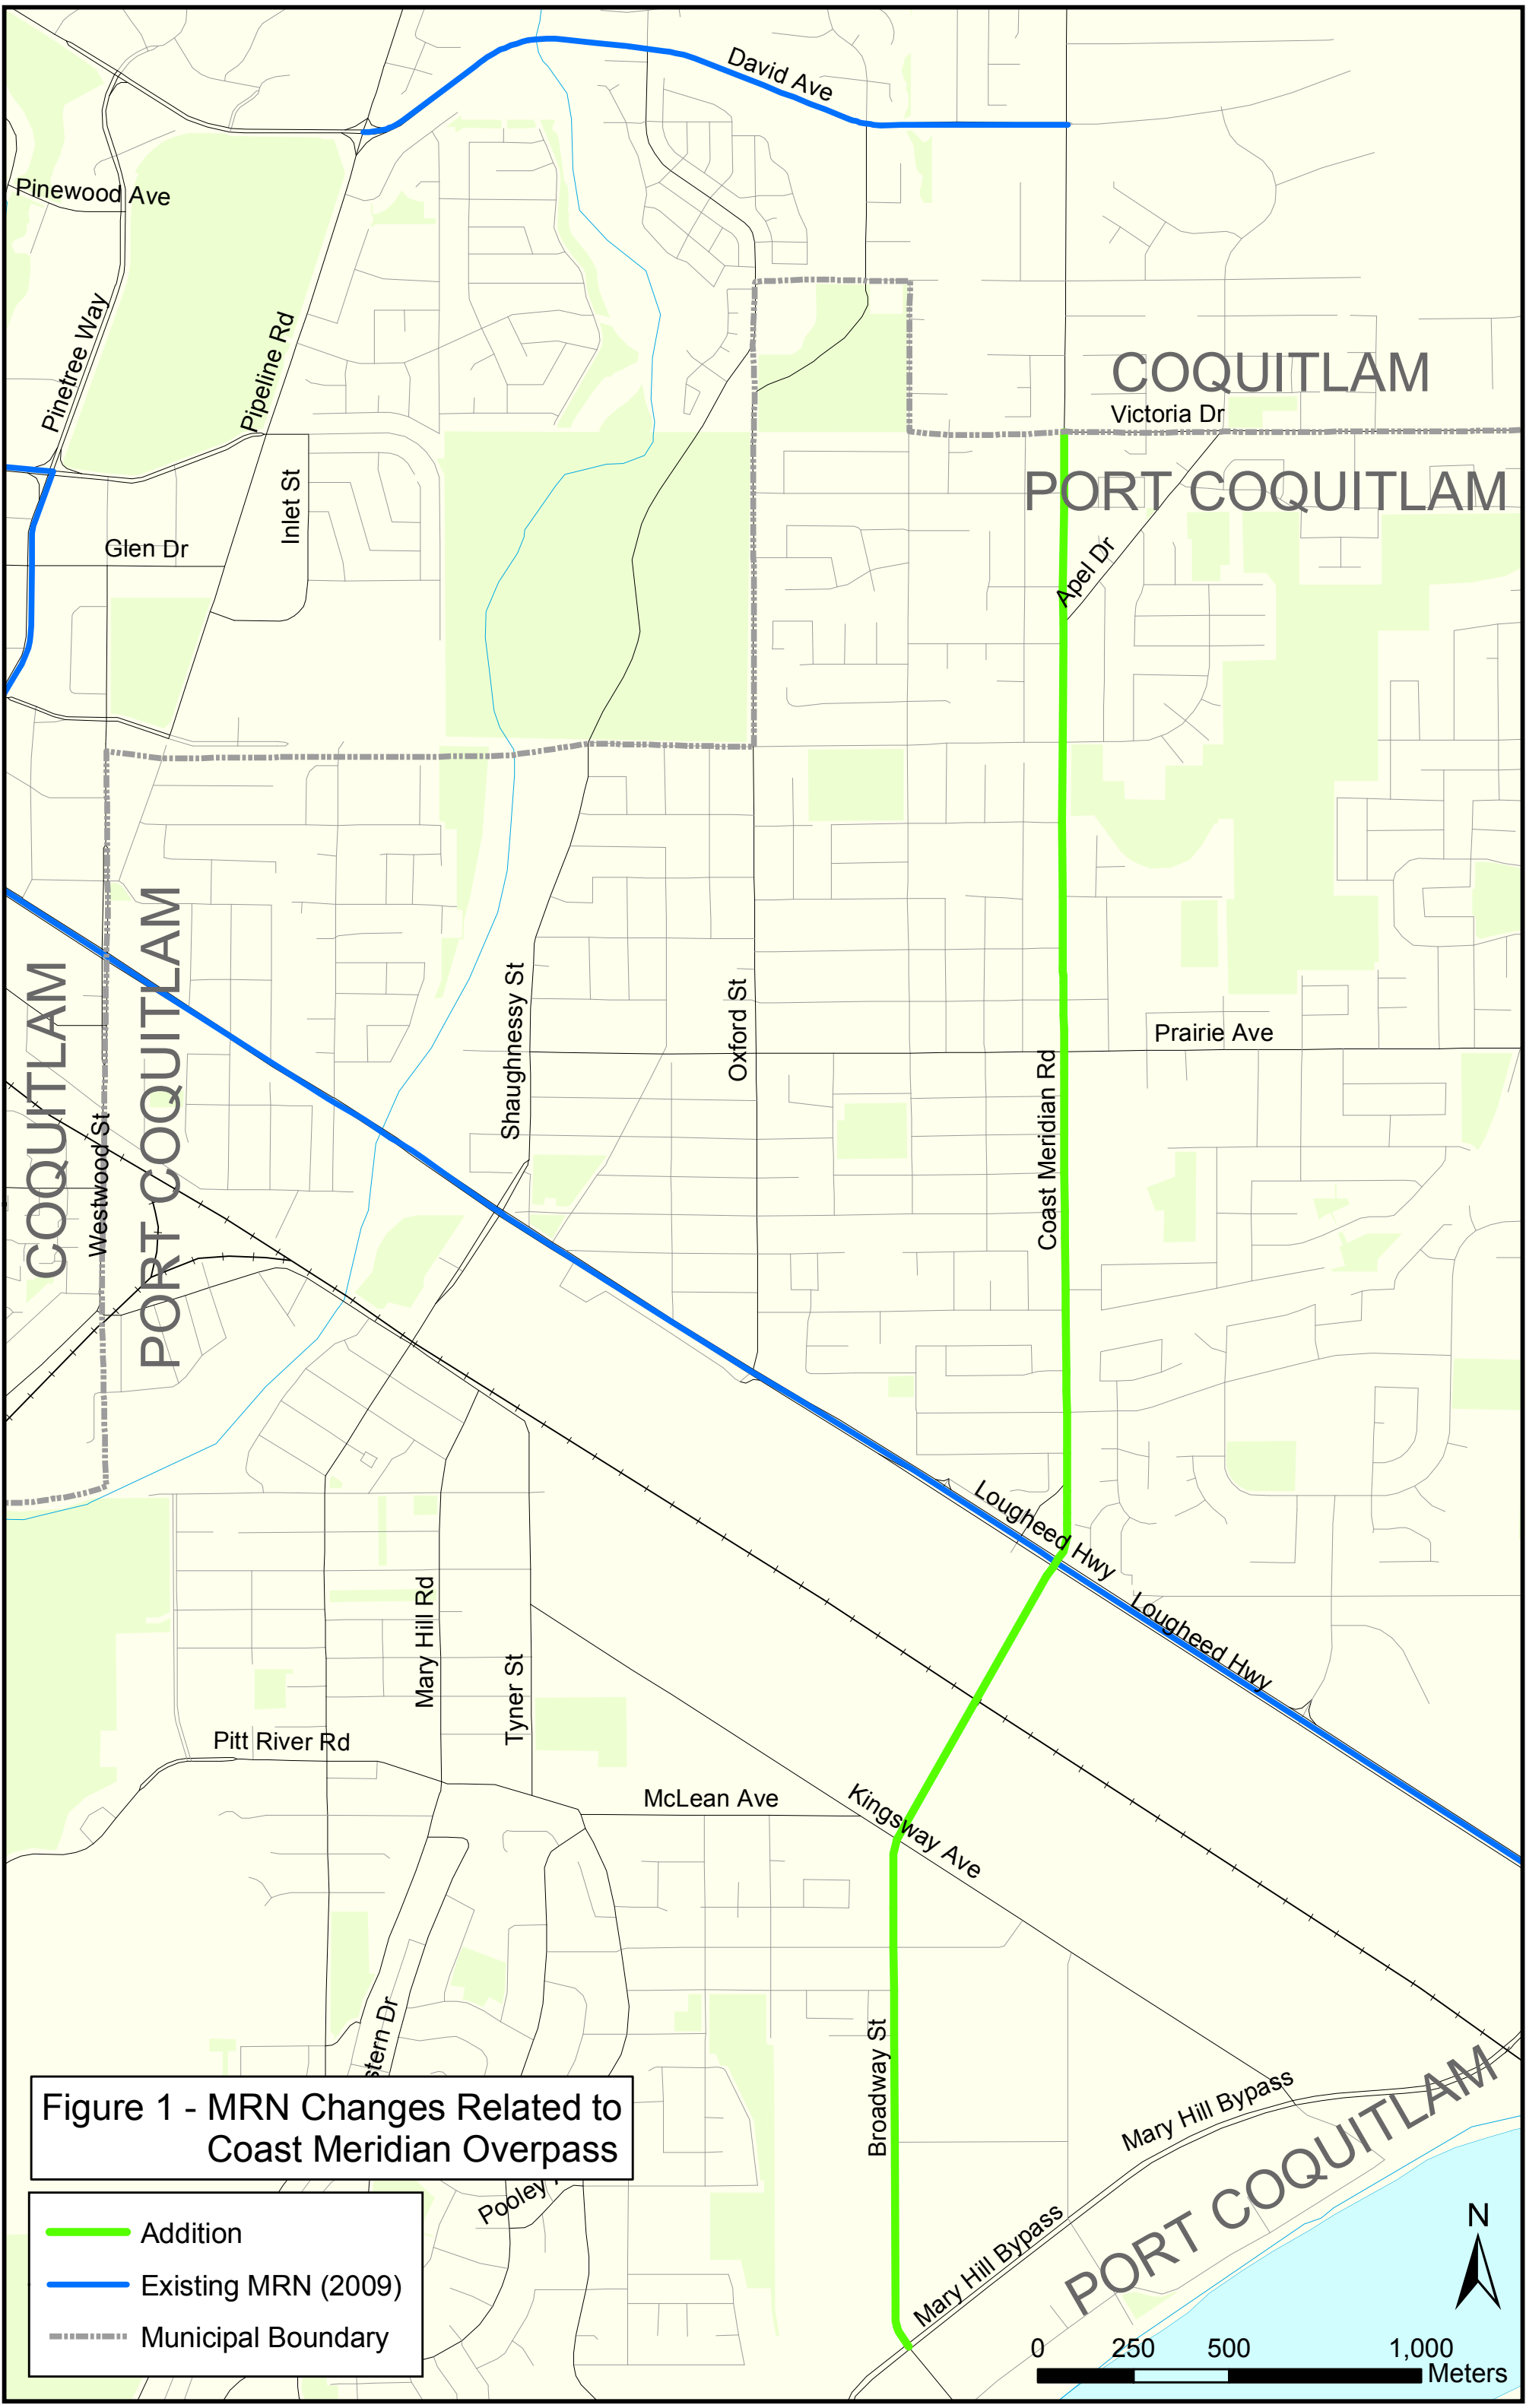 David Ave
Pinewood Ave
Pinetree Way
Pipeline Rd
COQUITLAM
Victoria Dr
PORT COQUITLAM
Inlet St
Glen Dr
Apel Dr
COQUITLAM
PORT COQUITLAM
Westwood St
Shaughnessy St
Oxford St
Coast Meridian Rd
Prairie Ave
Lougheed Hwy
Lougheed Hwy
Mary Hill Rd
Tyner St
Pitt River Rd
McLean Ave
Kingsway Ave
Broadway St
stern Dr
Mary Hill Bypass
Mary Hill Bypass
PORT COQUITLAM
Pooley
Figure 1 - MRN Changes Related to
Coast Meridian Overpass
Addition
Existing MRN (2009)
Municipal Boundary
N
0 250 500 1,000
Meters